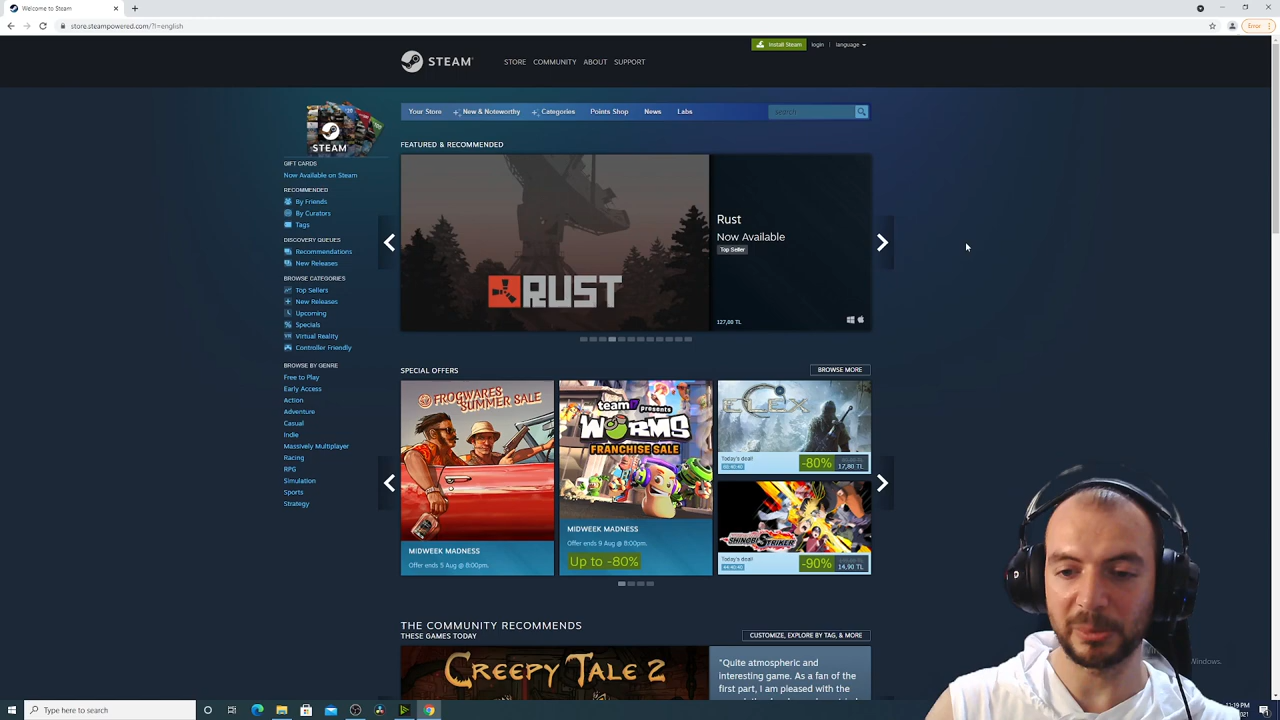 Welcome to Steam
store.steampowered.com/?l=english
Error
Install Steam
login
language
STEAM
STORE
COMMUNITY
ABOUT
SUPPORT
Your Store
New & Noteworthy
Categories
Points Shop
News
Labs
search
STEAM
GIFT CARDS
Now Available on Steam
RECOMMENDED
By Friends
By Curators
Tags
DISCOVERY QUEUES
Recommendations
New Releases
BROWSE CATEGORIES
Top Sellers
New Releases
Upcoming
Specials
Virtual Reality
Controller Friendly
BROWSE BY GENRE
Free to Play
Early Access
Action
Adventure
Casual
Indie
Massively Multiplayer
Racing
RPG
Simulation
Sports
Strategy
FEATURED & RECOMMENDED
RUST
Rust
Now Available
Top Seller
127,00 TL
SPECIAL OFFERS
BROWSE MORE
FROGWARES
SUMMER SALE
MIDWEEK MADNESS
Offer ends 5 Aug @ 8:00pm.
team17
PRESENTS
WORMS
FRANCHISE SALE
MIDWEEK MADNESS
Offer ends 9 Aug @ 8:00pm.
Up to -80%
ELEX
Today's deal!
-80%
17,80 TL
SHINOBI STRIKER
Today's deal!
-90%
14,90 TL
THE COMMUNITY RECOMMENDS
THESE GAMES TODAY
CUSTOMIZE, EXPLORE BY TAG, & MORE
CREEPY TALE 2
"Quite atmospheric and
interesting game. As a fan of the
first part, I am pleased with the
Windows.
Type here to search